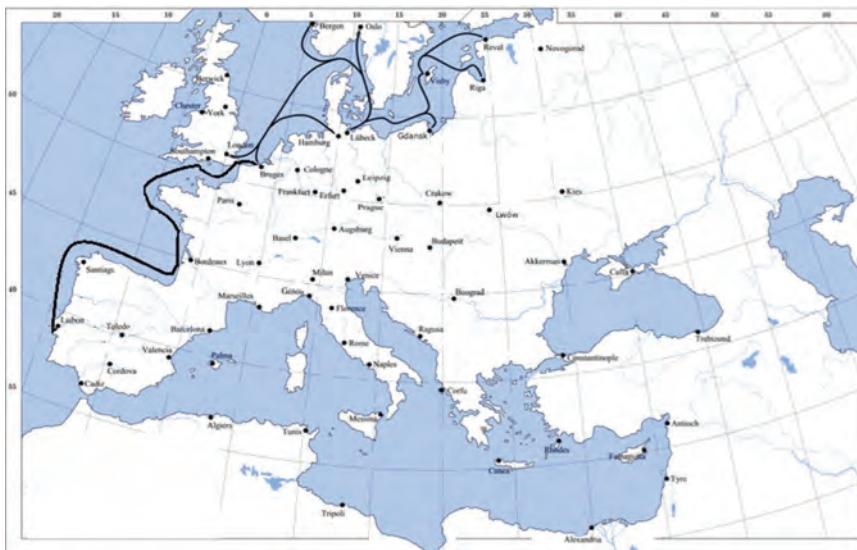 20 15 10 5 0 5 10 15 20 25 30 35 40 45 50 55 60
Bergen
Oslo
Reval
Novogorod
Visby
Riga
Berwick
60
Chester
York
Hamburg
Lübeck
Gdansk
London
Southampton
Bruges
Cologne
Leipzig
Frankfurt
Erfurt
Prague
Crakow
Kiev
Lwów
45
Paris
Augsburg
Basel
Vienna
Budapest
Bordeaux
Lyon
Akkerman
Santiago
Milan
Venice
Caffa
40
Genoa
Beograd
Marseilles
Florence
Lisbon
Toledo
Barcelona
Ragusa
Trebizond
Valencia
Palma
Rome
Constantinople
35
Cordova
Naples
Cadiz
Corfu
Messina
Algiers
Tunis
Antioch
Rhodes
Famagusta
Canea
Tyre
Tripoli
Alexandria